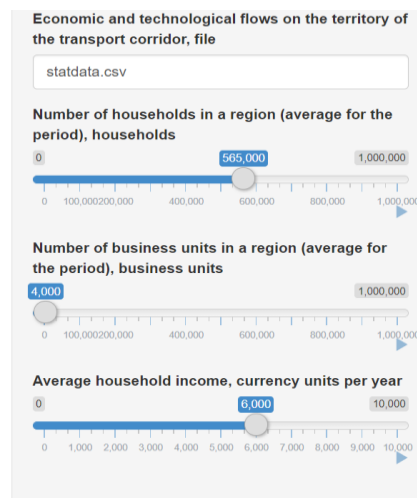 Economic and technological flows on the territory of
the transport corridor, file
statdata.csv
Number of households in a region (average for the
period), households
0 565,000 1,000,000
0 100,000200,000 400,000 600,000 800,000 1,000,000
Number of business units in a region (average for
the period), business units
4,000 1,000,000
0 100,000200,000 400,000 600,000 800,000 1,000,000
Average household income, currency units per year
0 6,000 10,000
0 1,000 2,000 3,000 4,000 5,000 6,000 7,000 8,000 9,000 10,000